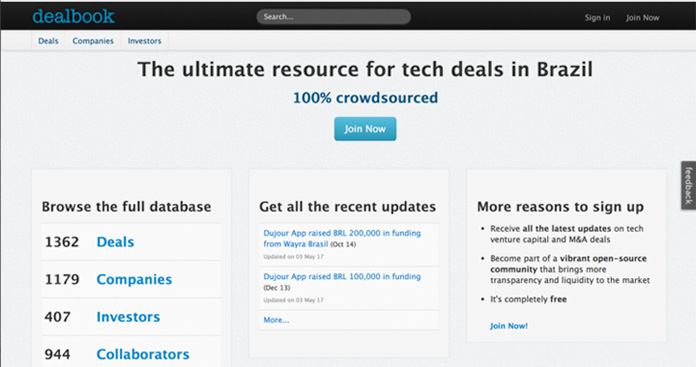 dealbook
Search...
Sign in
Join Now
Deals
Companies
Investors
The ultimate resource for tech deals in Brazil
100% crowdsourced
Join Now
feedback
Browse the full database
1362 Deals
1179 Companies
407 Investors
944 Collaborators
Get all the recent updates
Dujour App raised BRL 200,000 in funding
from Wayra Brasil (Oct 14)
Updated on 03 May 17
Dujour App raised BRL 100,000 in funding
(Dec 13)
Updated on 03 May 17
More...
More reasons to sign up
• Receive all the latest updates on tech
venture capital and M&A deals
• Become part of a vibrant open-source
community that brings more
transparency and liquidity to the market
• It's completely free
Join Now!